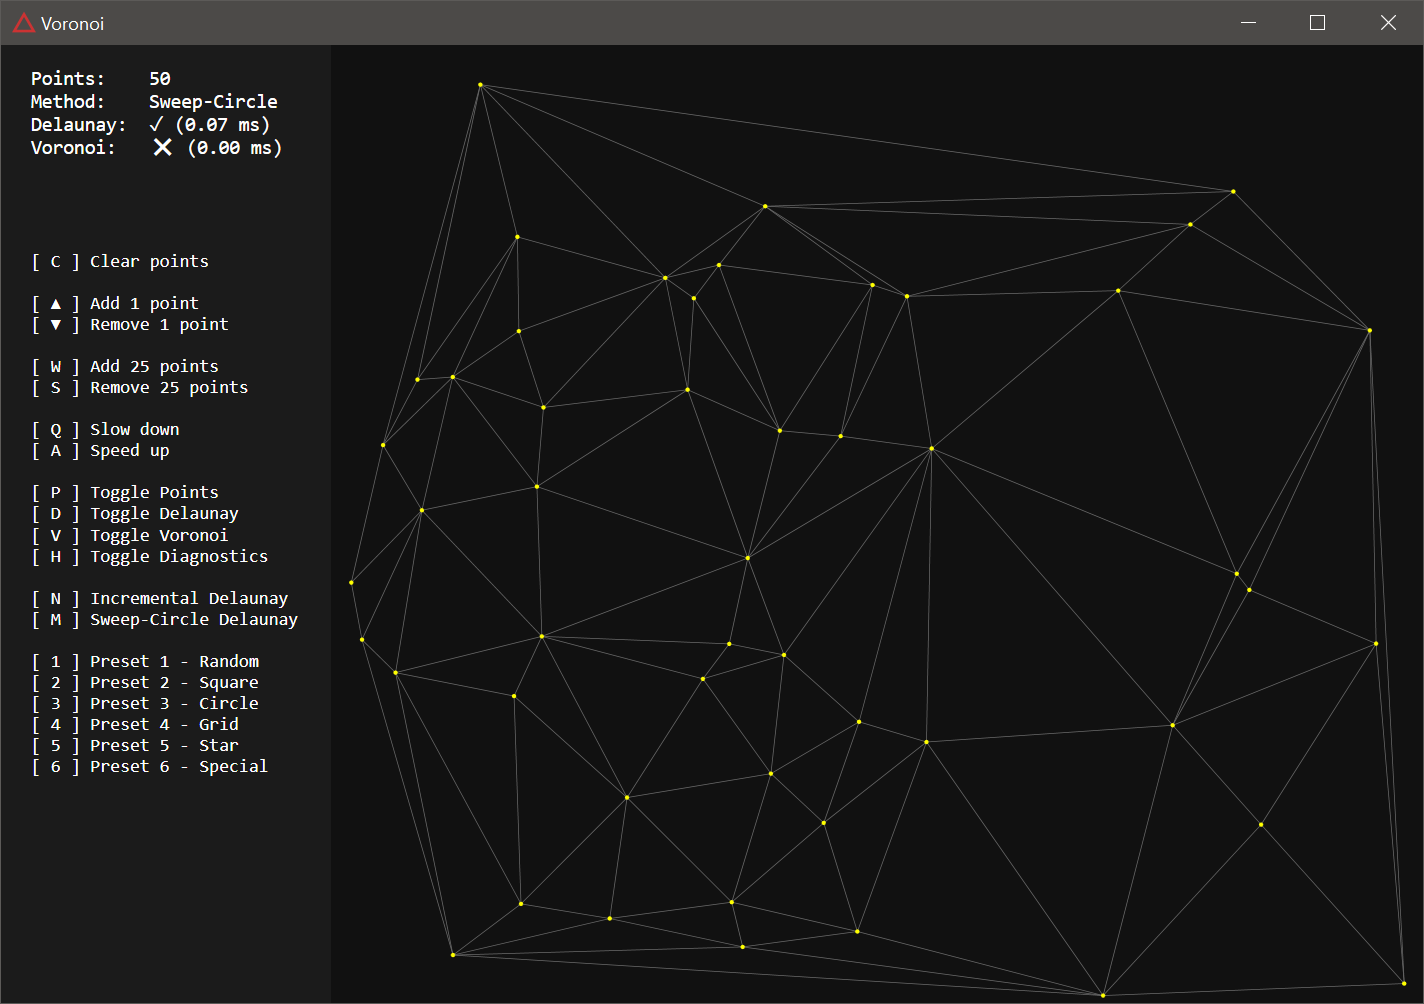 Voronoi
Points: 50
Method: Sweep-Circle
Delaunay: ✓ (0.07 ms)
Voronoi: ✕ (0.00 ms)
[ C ] Clear points
[ ▲ ] Add 1 point
[ ▼ ] Remove 1 point
[ W ] Add 25 points
[ S ] Remove 25 points
[ Q ] Slow down
[ A ] Speed up
[ P ] Toggle Points
[ D ] Toggle Delaunay
[ V ] Toggle Voronoi
[ H ] Toggle Diagnostics
[ N ] Incremental Delaunay
[ M ] Sweep-Circle Delaunay
[ 1 ] Preset 1 - Random
[ 2 ] Preset 2 - Square
[ 3 ] Preset 3 - Circle
[ 4 ] Preset 4 - Grid
[ 5 ] Preset 5 - Star
[ 6 ] Preset 6 - Special